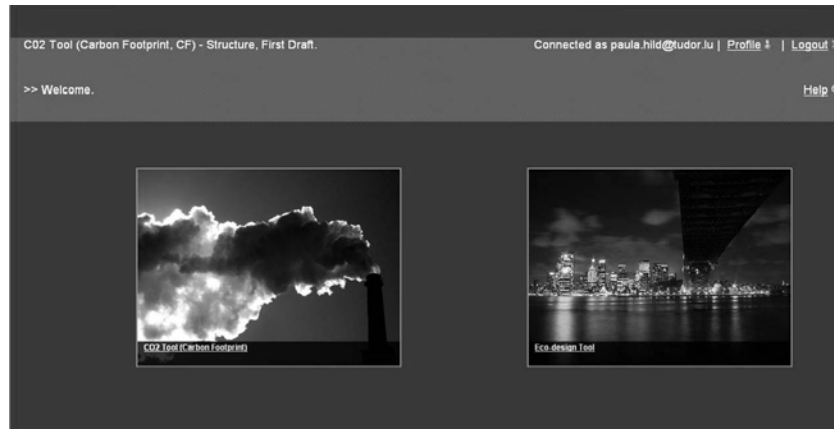 C02 Tool (Carbon Footprint, CF) - Structure, First Draft.
Connected as paula.hild@tudor.lu | Profile | Logout
>> Welcome.
Help
CO2 Tool (Carbon Footprint)
Eco-design Tool